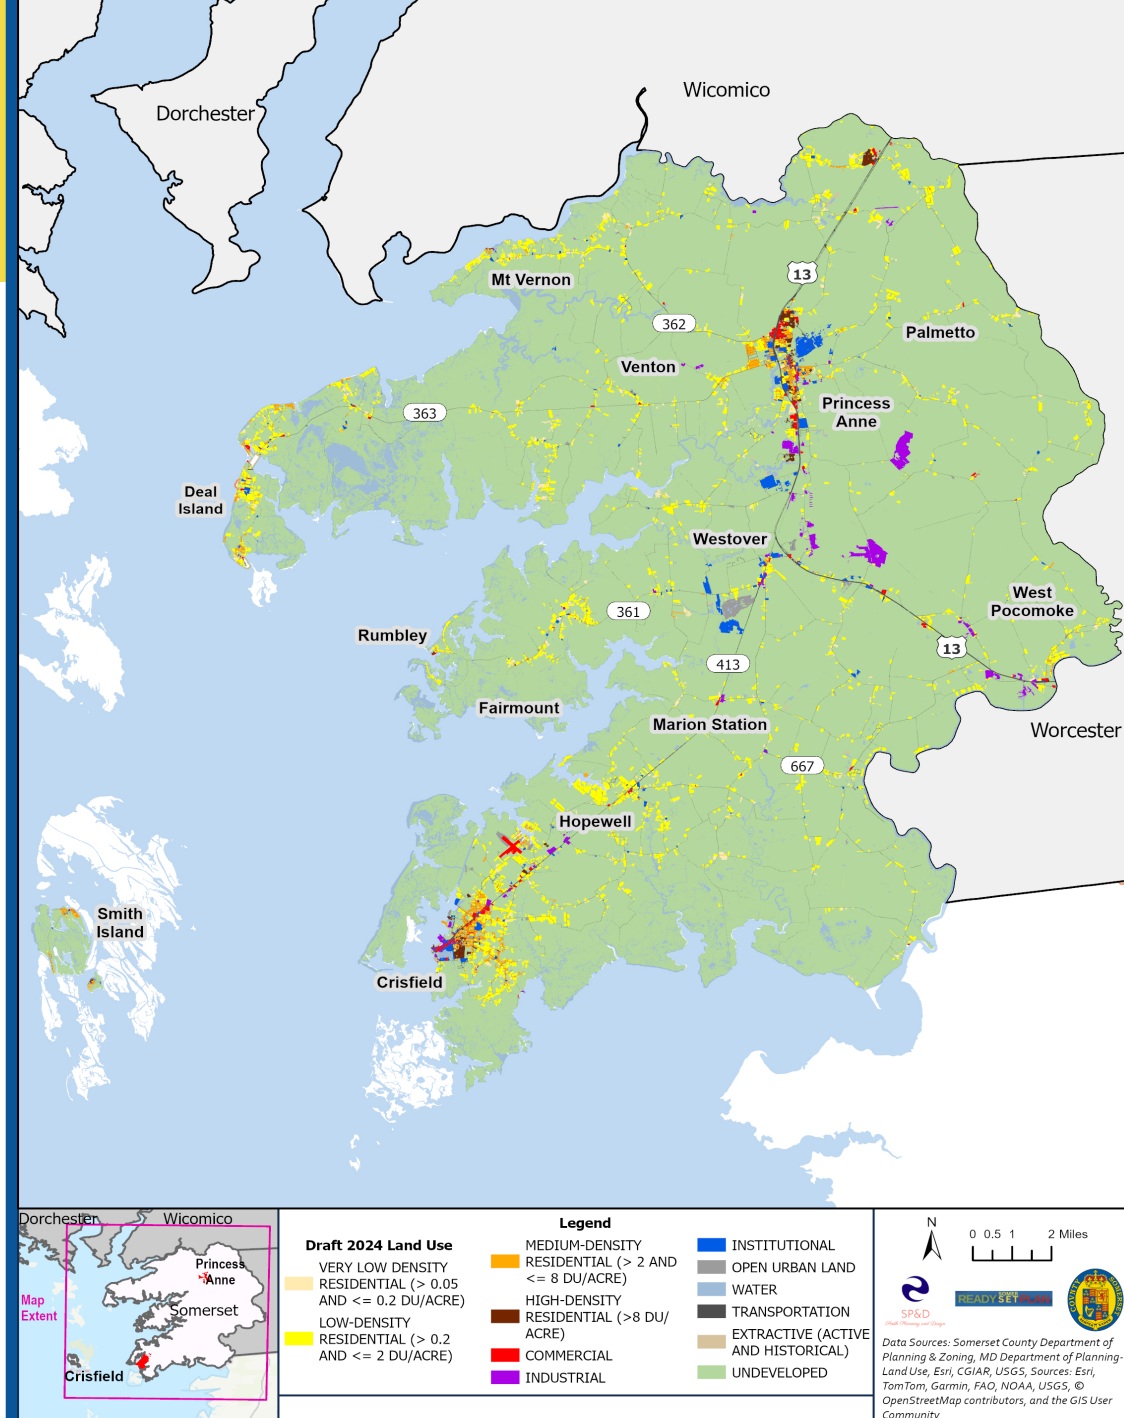 Wicomico
Dorchester
13
Mt Vernon
362
Palmetto
Venton
363
Princess
Anne
Deal
Island
Westover
West
Pocomoke
361
Rumbley
13
413
Fairmount
Marion Station
Worcester
667
Hopewell
Smith
Island
Crisfield
Dorchester
Wicomico
Princess
Anne
Map
Extent
Somerset
Crisfield
Legend
Draft 2024 Land Use
VERY LOW DENSITY
RESIDENTIAL (> 0.05
AND <= 0.2 DU/ACRE)
LOW-DENSITY
RESIDENTIAL (> 0.2
AND <= 2 DU/ACRE)
MEDIUM-DENSITY
RESIDENTIAL (> 2 AND
<= 8 DU/ACRE)
HIGH-DENSITY
RESIDENTIAL (>8 DU/
ACRE)
COMMERCIAL
INDUSTRIAL
INSTITUTIONAL
OPEN URBAN LAND
WATER
TRANSPORTATION
EXTRACTIVE (ACTIVE
AND HISTORICAL)
UNDEVELOPED
N
0 0.5 1 2 Miles
SP&D
READY SET PLAN
SOMERSET
COUNTY
Data Sources: Somerset County Department of
Planning & Zoning, MD Department of Planning-
Land Use, Esri, CGIAR, USGS, Sources: Esri,
TomTom, Garmin, FAO, NOAA, USGS, ©
OpenStreetMap contributors, and the GIS User
Community